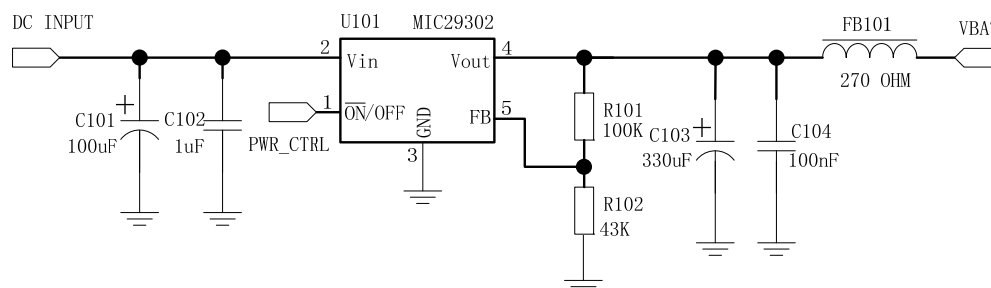 DC INPUT
U101
MIC29302
FB101
VBA
2
Vin
Vout
4
270 OHM
1
ON/OFF
PWR_CTRL
GND
3
FB
5
C101
100uF
C102
1uF
R101
100K
C103
330uF
C104
100nF
R102
43K